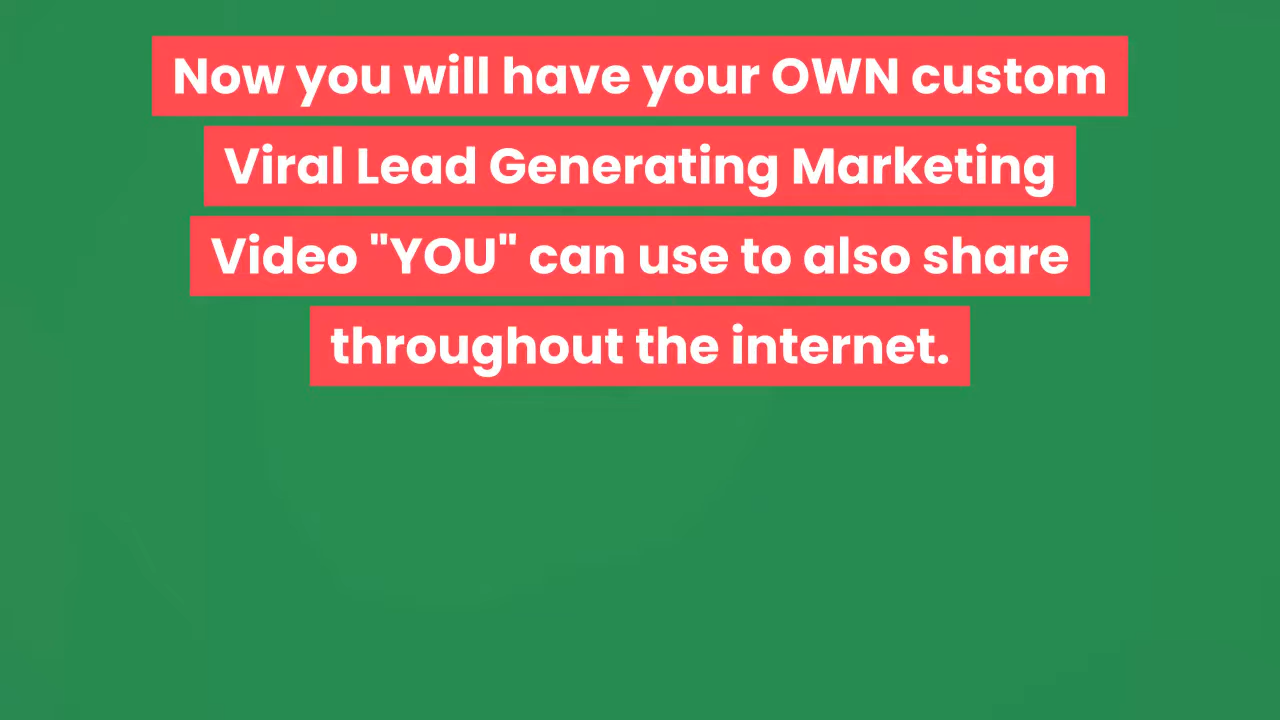 Now you will have your OWN custom
Viral Lead Generating Marketing
Video "YOU" can use to also share
throughout the internet.